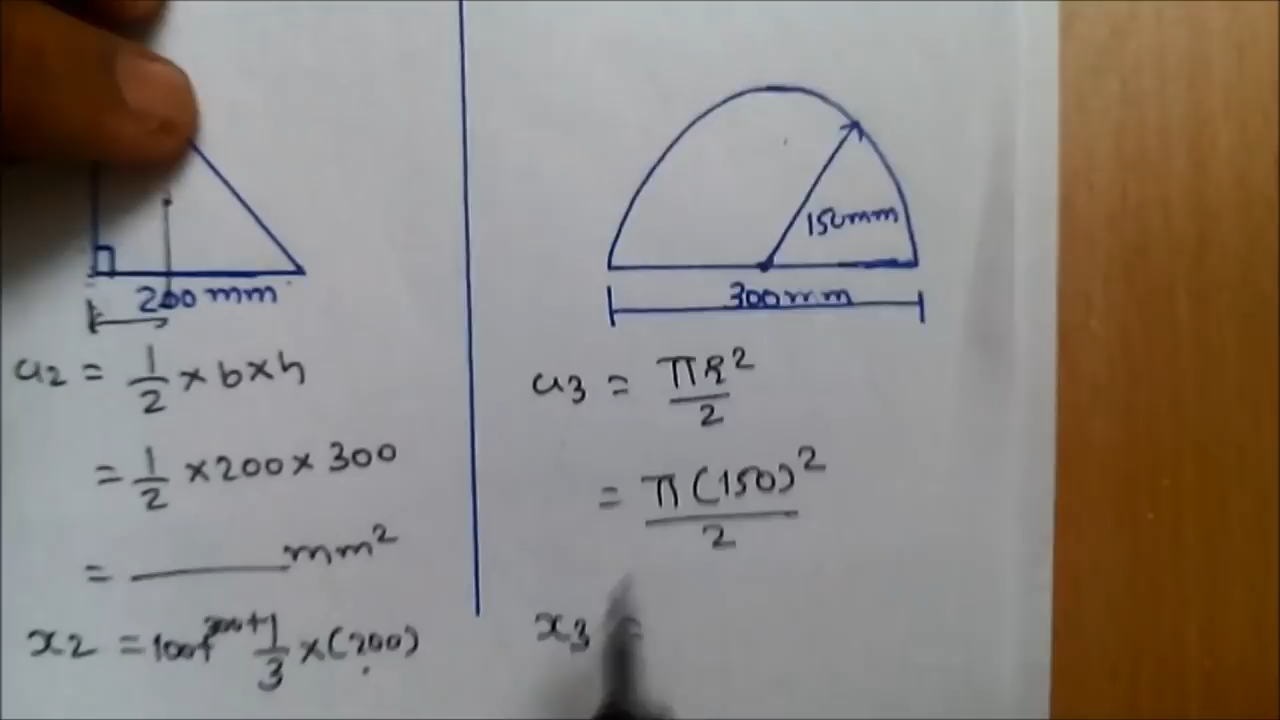 200 mm
a2 = 1/2 × b × h
= 1/2 × 200 × 300
= ____ mm²
x2 = 1/3 × (200)
150mm
300mm
a3 = πr²/2
= π(150)²/2
x3 =